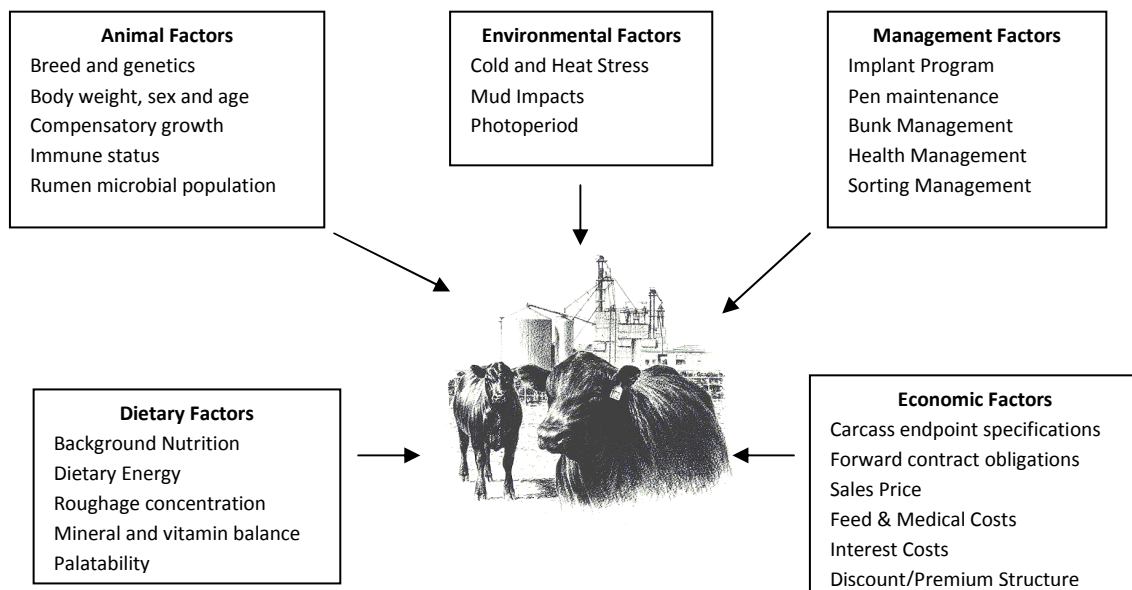 Animal Factors
Breed and genetics
Body weight, sex and age
Compensatory growth
Immune status
Rumen microbial population
Environmental Factors
Cold and Heat Stress
Mud Impacts
Photoperiod
Management Factors
Implant Program
Pen maintenance
Bunk Management
Health Management
Sorting Management
Dietary Factors
Background Nutrition
Dietary Energy
Roughage concentration
Mineral and vitamin balance
Palatability
Economic Factors
Carcass endpoint specifications
Forward contract obligations
Sales Price
Feed & Medical Costs
Interest Costs
Discount/Premium Structure